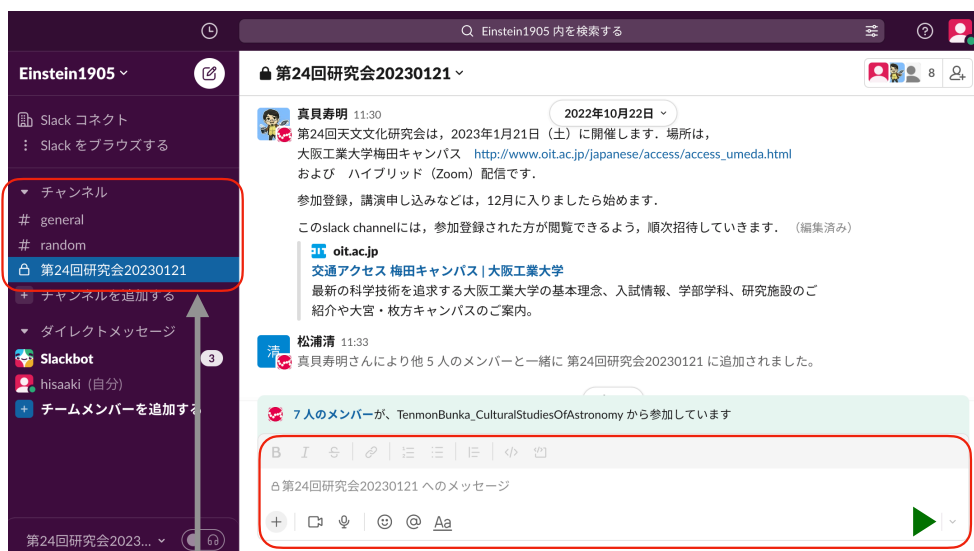 Einstein1905 内を検索する
Einstein1905
Slack コネクト
Slack をブラウズする
チャンネル
# general
# random
第24回研究会20230121
+ チャンネルを追加する
ダイレクトメッセージ
Slackbot 3
hisaaki (自分)
+ チームメンバーを追加する
第24回研究会2023...
第24回研究会20230121
8
2022年10月22日
真貝寿明 11:30
第24回天文文化研究会は，2023年1月21日（土）に開催します．場所は，
大阪工業大学梅田キャンパス http://www.oit.ac.jp/japanese/access/access_umeda.html
および ハイブリッド（Zoom）配信です．
参加登録，講演申し込みなどは，12月に入りましたら始めます．
このslack channelには，参加登録された方が閲覧できるよう，順次招待していきます．（編集済み）
oit.ac.jp
交通アクセス 梅田キャンパス | 大阪工業大学
最新の科学技術を追求する大阪工業大学の基本理念、入試情報、学部学科、研究施設のご
紹介や大宮・枚方キャンパスのご案内。
清
松浦清 11:33
真貝寿明さんにより他 5 人のメンバーと一緒に 第24回研究会20230121 に追加されました。
7 人のメンバーが、TenmonBunka_CulturalStudiesOfAstronomy から参加しています
B I S
第24回研究会20230121 へのメッセージ
+ @ Aa